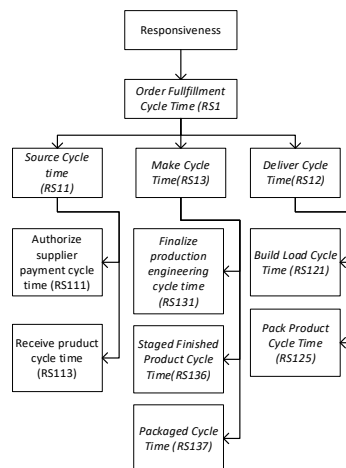 Responsiveness
Order Fullfillment
Cycle Time (RS1
Source Cycle
time
(RS11)
Make Cycle
Time(RS13)
Deliver Cycle
Time (RS12)
Authorize
supplier
payment cycle
time (RS111)
Finalize
production
engineering
cycle time
(RS131)
Build Load Cycle
Time (RS121)
Receive product
cycle time
(RS113)
Staged Finished
Product Cycle
Time(RS136)
Pack Product
Cycle Time
(RS125)
Packaged Cycle
Time (RS137)